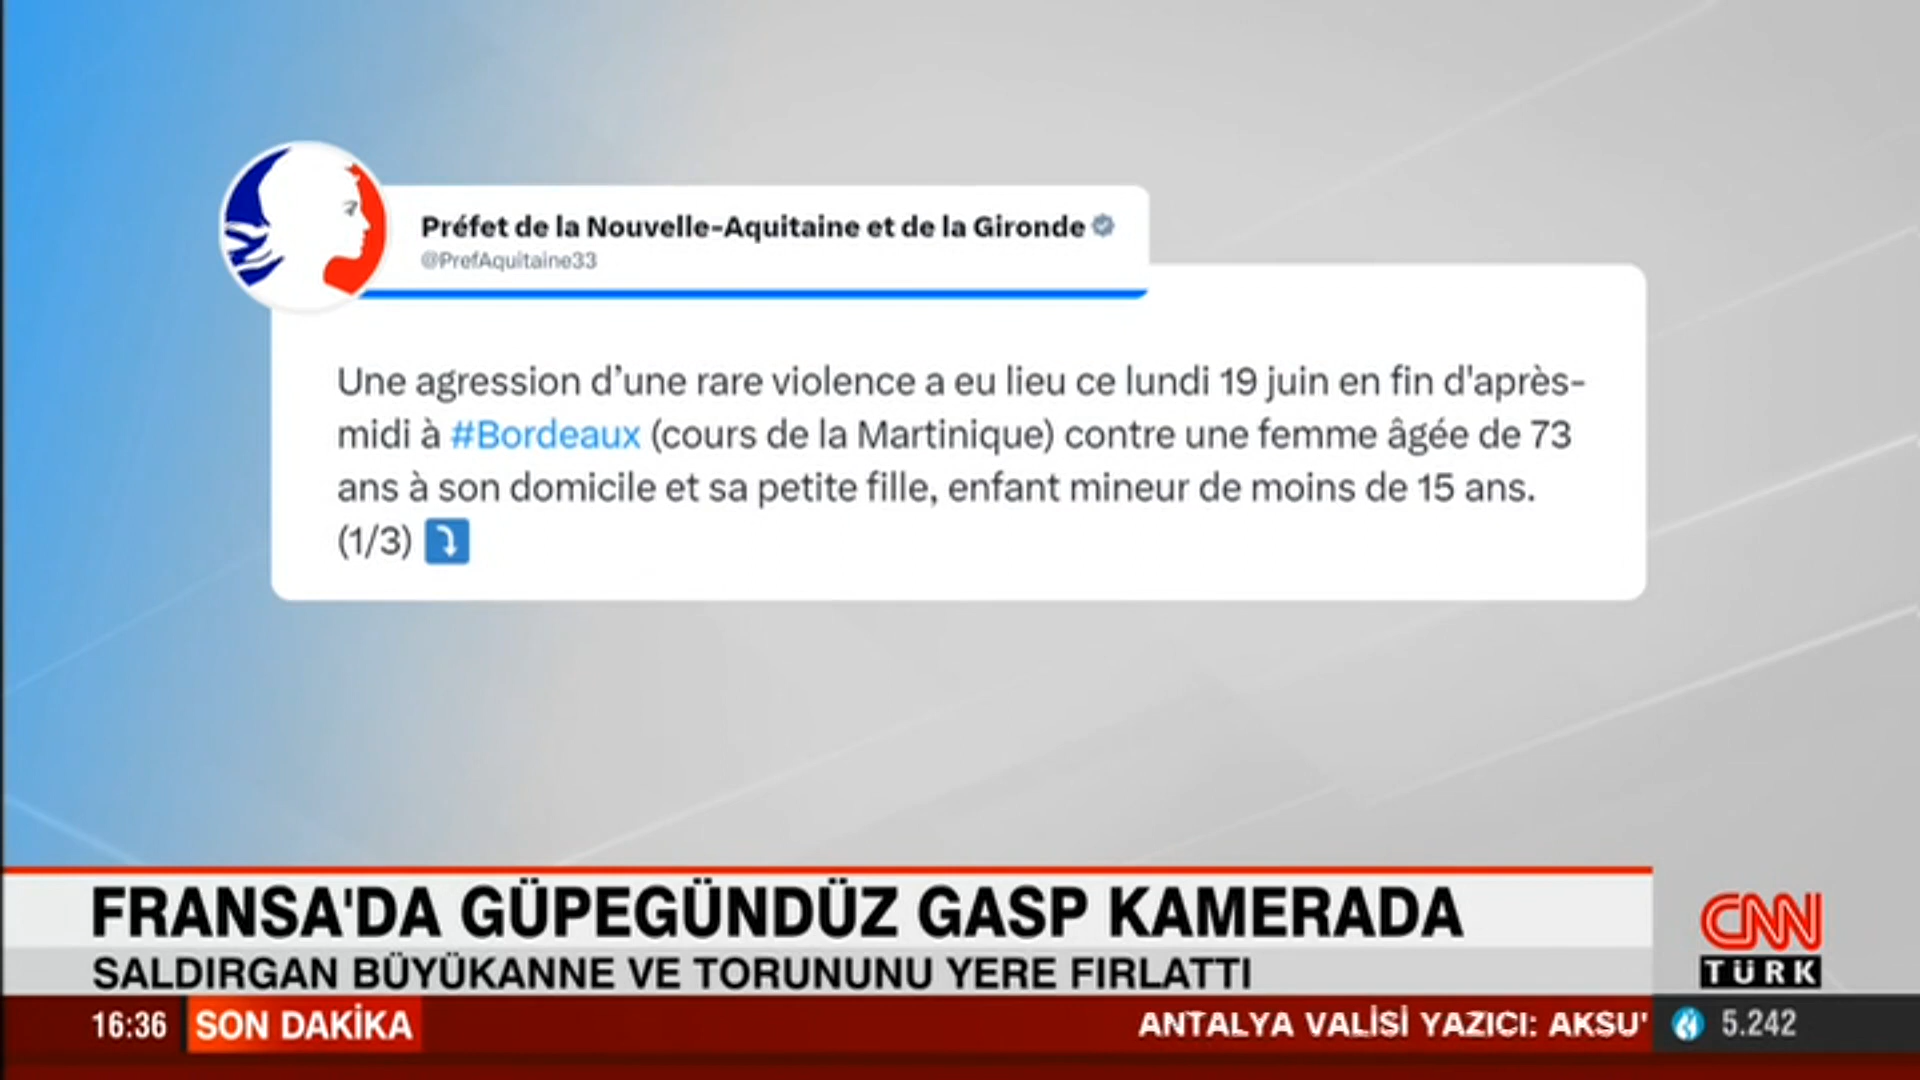 Préfet de la Nouvelle-Aquitaine et de la Gironde
@PrefAquitaine33
Une agression d’une rare violence a eu lieu ce lundi 19 juin en fin d'après-
midi à #Bordeaux (cours de la Martinique) contre une femme âgée de 73
ans à son domicile et sa petite fille, enfant mineur de moins de 15 ans.
(1/3)
FRANSA'DA GÜPEGÜNDÜZ GASP KAMERADA
SALDIRGAN BÜYÜKANNE VE TORUNUNU YERE FIRLATTI
CNN
TÜRK
16:36 SON DAKİKA ANTALYA VALİSİ YAZICI: AKSU' 5.242